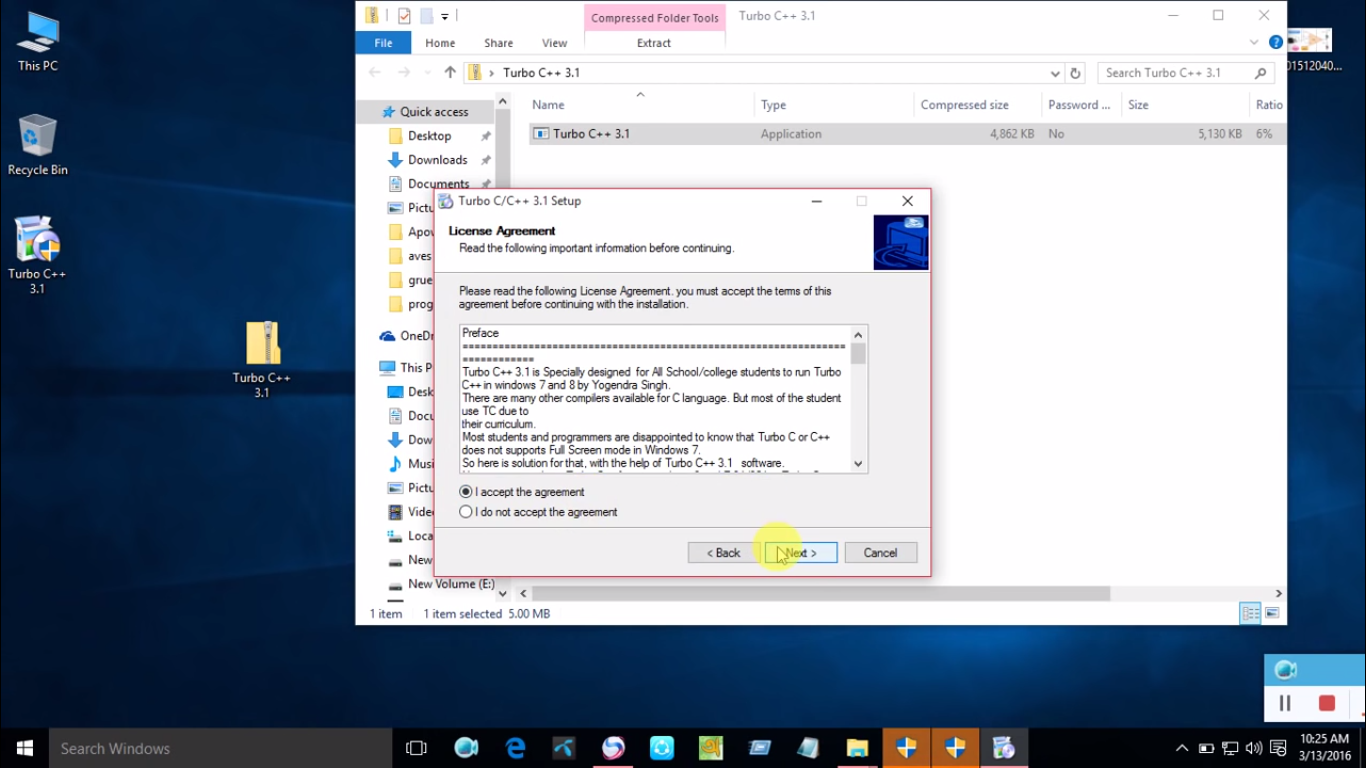 This PC
Recycle Bin
Turbo C++
3.1
Turbo C++
3.1
01512040...
Compressed Folder Tools
Turbo C++ 3.1
File
Home
Share
View
Extract
Turbo C++ 3.1
Search Turbo C++ 3.1
Name
Type
Compressed size
Password ...
Size
Ratio
Turbo C++ 3.1
Application
4,862 KB
No
5,130 KB
6%
Quick access
Desktop
Downloads
Documents
Pictu
Apov
aves
grue
prog
OneDr
This P
Desk
Docu
Dow
Musi
Pictu
Vide
Loca
New
New Volume (E:)
1 item
1 item selected 5.00 MB
Turbo C/C++ 3.1 Setup
License Agreement
Read the following important information before continuing.
Please read the following License Agreement. you must accept the terms of this
agreement before continuing with the installation.
Preface
Turbo C++ 3.1 is Specially designed for All School/college students to run Turbo
C++ in windows 7 and 8 by Yogendra Singh.
There are many other compilers available for C language. But most of the student
use TC due to
their curriculum.
Most students and programmers are disappointed to know that Turbo C or C++
does not supports Full Screen mode in Windows 7.
So here is solution for that, with the help of Turbo C++ 3.1 software.
I accept the agreement
I do not accept the agreement
< Back
Next >
Cancel
Search Windows
10:25 AM
3/13/2016